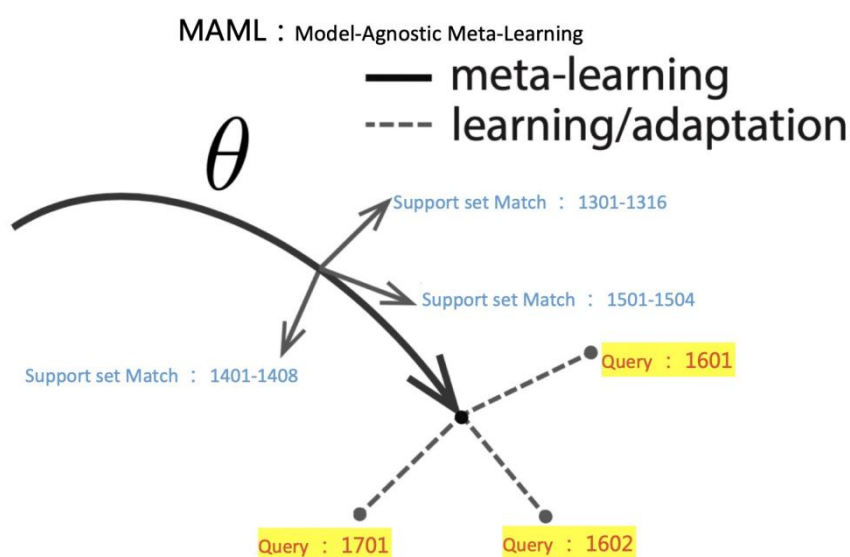 MAML : Model-Agnostic Meta-Learning
meta-learning
learning/adaptation
θ
Support set Match : 1301-1316
Support set Match : 1501-1504
Support set Match : 1401-1408
Query : 1601
Query : 1701
Query : 1602